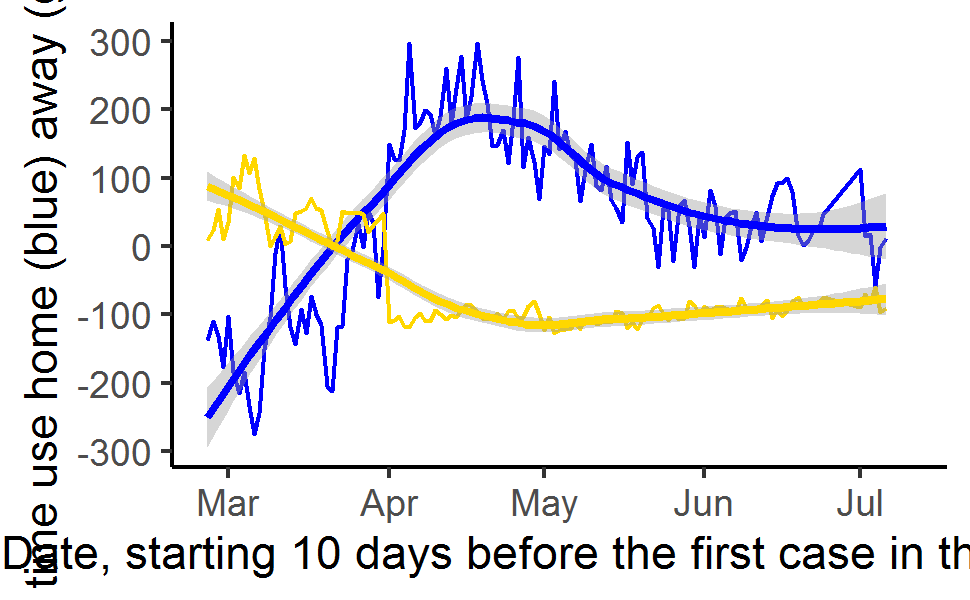 time use home (blue) away (
300
200
100
0
-100
-200
-300
Mar Apr May Jun Jul
Date, starting 10 days before the first case in th